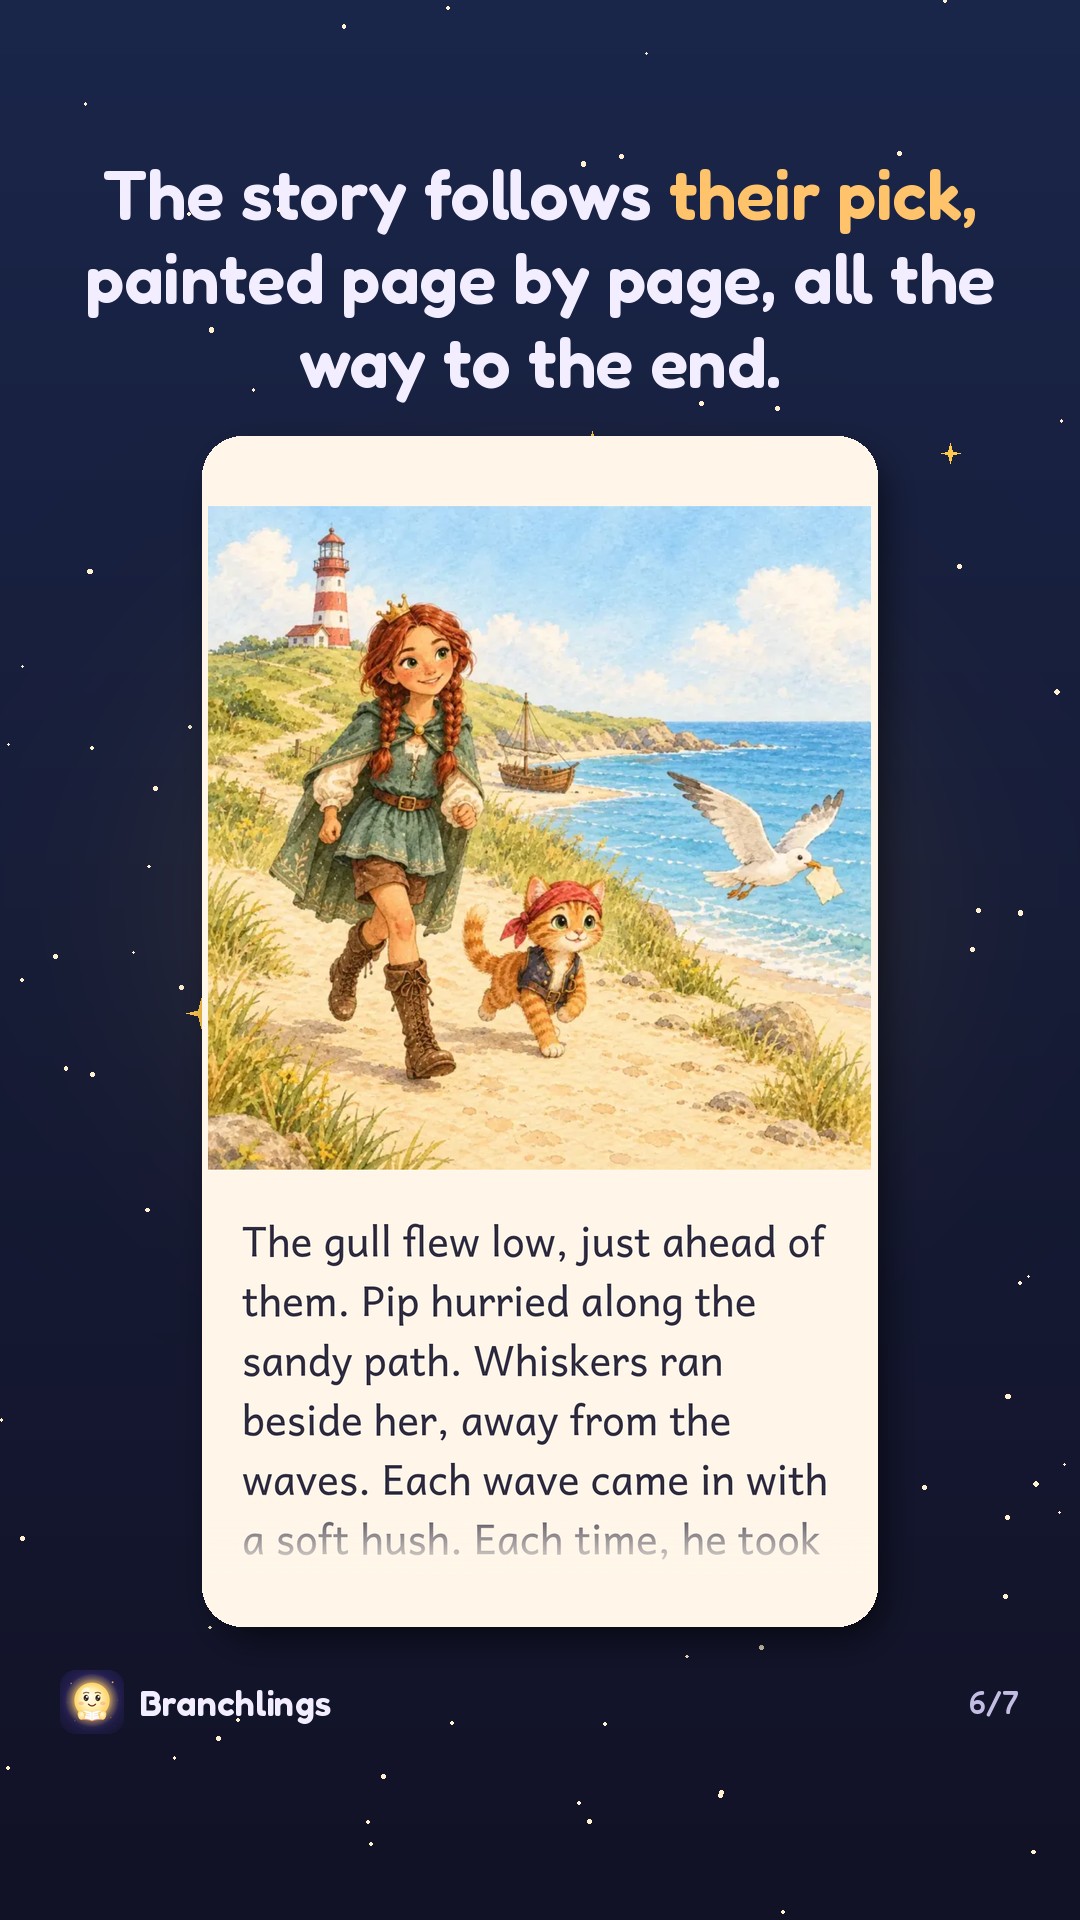 The story follows their pick,
painted page by page, all the
way to the end.
The gull flew low, just ahead of
them. Pip hurried along the
sandy path. Whiskers ran
beside her, away from the
waves. Each wave came in with
a soft hush. Each time, he took
Branchlings
6/7